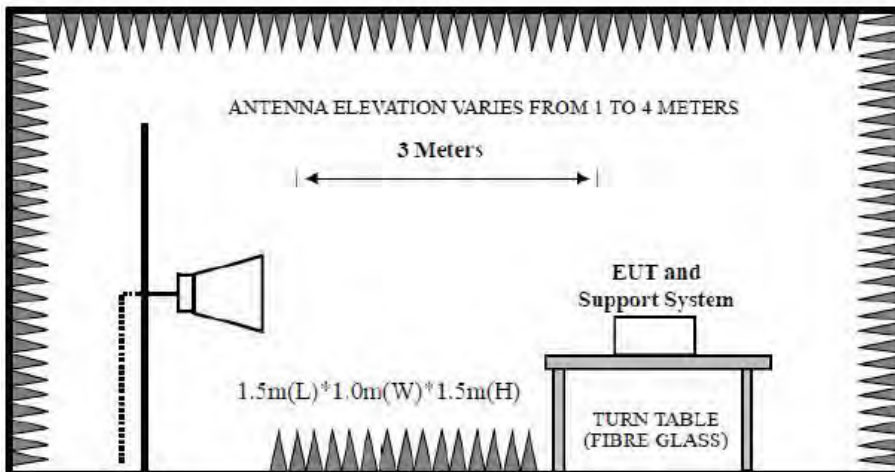 ANTENNA ELEVATION VARIES FROM 1 TO 4 METERS
3 Meters
EUT and
Support System
1.5m(L)*1.0m(W)*1.5m(H)
TURN TABLE
(FIBRE GLASS)